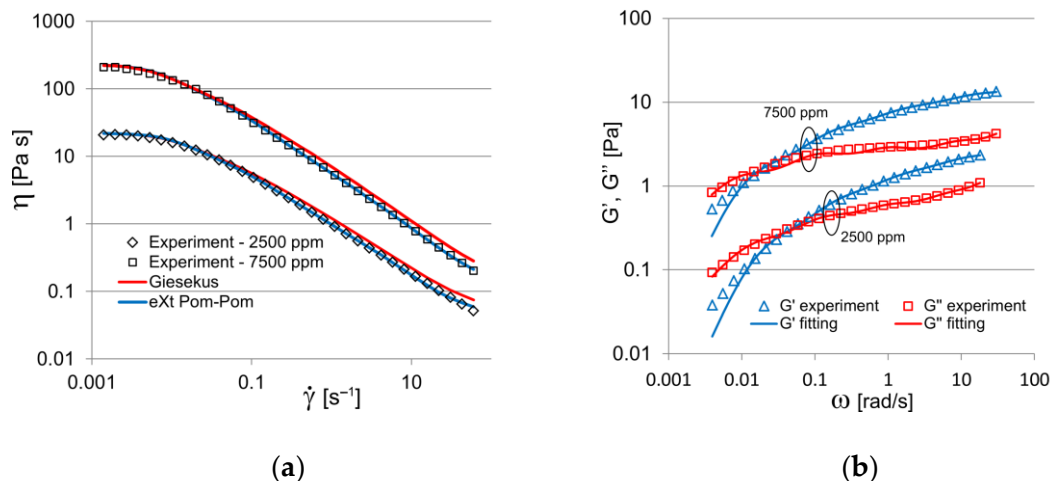 1000
100
10
1
0.1
0.01
η [Pa s]
0.001
0.1
10
γ̇ [s⁻¹]
Experiment - 2500 ppm
Experiment - 7500 ppm
Giesekus
eXt Pom-Pom
(a)
100
10
1
0.1
0.01
G', G'' [Pa]
0.001
0.01
0.1
1
10
100
ω [rad/s]
7500 ppm
2500 ppm
G' experiment
G" experiment
G' fitting
G" fitting
(b)